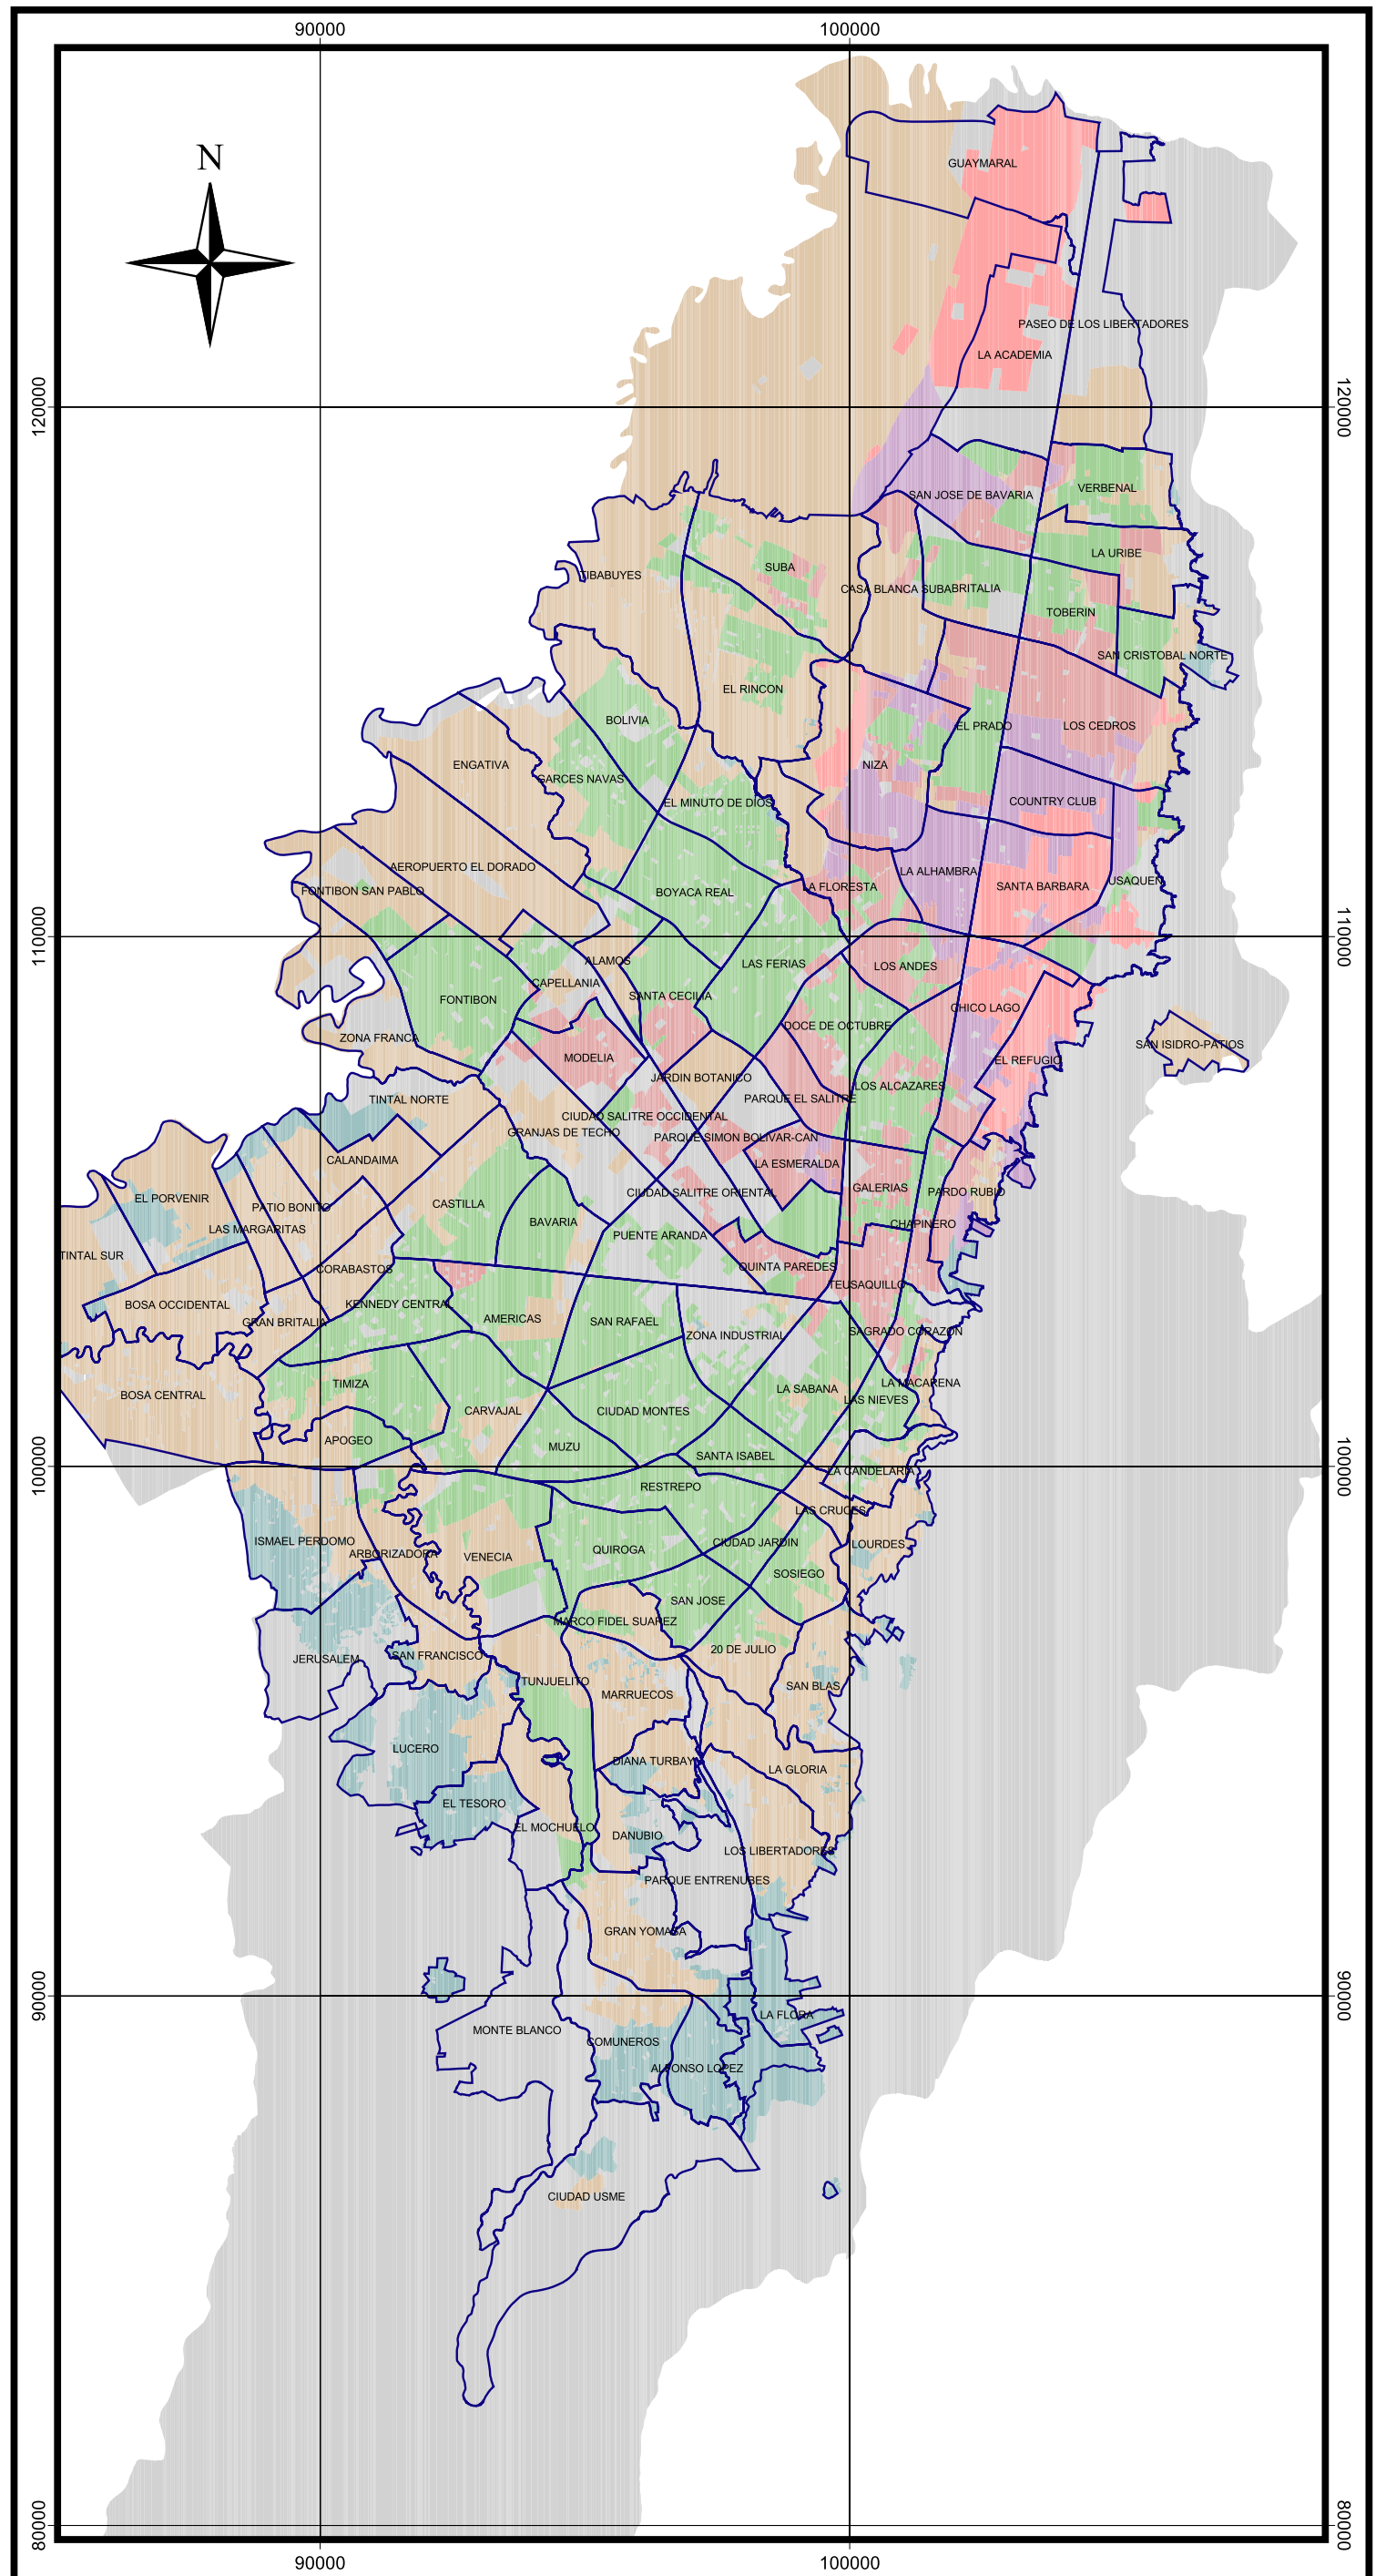 90000
100000
N
GUAYMARAL
PASEO DE LOS LIBERTADORES
LA ACADEMIA
120000
120000
VERBENAL
SAN JOSE DE BAVARIA
LA URIBE
SUBA
TIBABUYES
CASA BLANCA SUBA
BRITALIA
TOBERIN
SAN CRISTOBAL NORTE
EL RINCON
BOLIVIA
EL PRADO
LOS CEDROS
ENGATIVA
NIZA
GARCES NAVAS
EL MINUTO DE DIOS
COUNTRY CLUB
AEROPUERTO EL DORADO
LA ALHAMBRA
USAQUEN
FONTIBON SAN PABLO
BOYACA REAL
LA FLORESTA
SANTA BARBARA
110000
110000
ALAMOS
LAS FERIAS
LOS ANDES
CAPELLANIA
SANTA CECILIA
FONTIBON
CHICO LAGO
DOCE DE OCTUBRE
ZONA FRANCA
SAN ISIDRO-PATIOS
MODELIA
EL REFUGIO
JARDIN BOTANICO
LOS ALCAZARES
TINTAL NORTE
PARQUE EL SALITRE
CIUDAD SALITRE OCCIDENTAL
GRANJAS DE TECHO
PARQUE SIMON BOLIVAR-CAN
CALANDAIMA
LA ESMERALDA
GALERIAS
CIUDAD SALITRE ORIENTAL
PARDO RUBIO
EL PORVENIR
CASTILLA
PATIO BONITO
BAVARIA
CHAPINERO
LAS MARGARITAS
PUENTE ARANDA
TINTAL SUR
QUINTA PAREDES
CORABASTOS
TEUSAQUILLO
BOSA OCCIDENTAL
KENNEDY CENTRAL
AMERICAS
GRAN BRITALIA
SAN RAFAEL
SAGRADO CORAZON
ZONA INDUSTRIAL
TIMIZA
LA MACARENA
LA SABANA
BOSA CENTRAL
LAS NIEVES
CARVAJAL
CIUDAD MONTES
APOGEO
MUZU
SANTA ISABEL
100000
100000
LA CANDELARIA
RESTREPO
LAS CRUCES
ISMAEL PERDOMO
CIUDAD JARDIN
LOURDES
QUIROGA
ARBORIZADORA
VENECIA
SOSIEGO
SAN JOSE
MARCO FIDEL SUAREZ
20 DE JULIO
SAN FRANCISCO
JERUSALEM
TUNJUELITO
SAN BLAS
MARRUECOS
LUCERO
DIANA TURBAY
LA GLORIA
EL TESORO
EL MOCHUELO
DANUBIO
LOS LIBERTADORES
PARQUE ENTRENUBES
GRAN YOMASA
90000
900000
LA FLORA
MONTE BLANCO
COMUNEROS
ALFONSO LOPEZ
CIUDAD USME
80000
80000
90000
100000